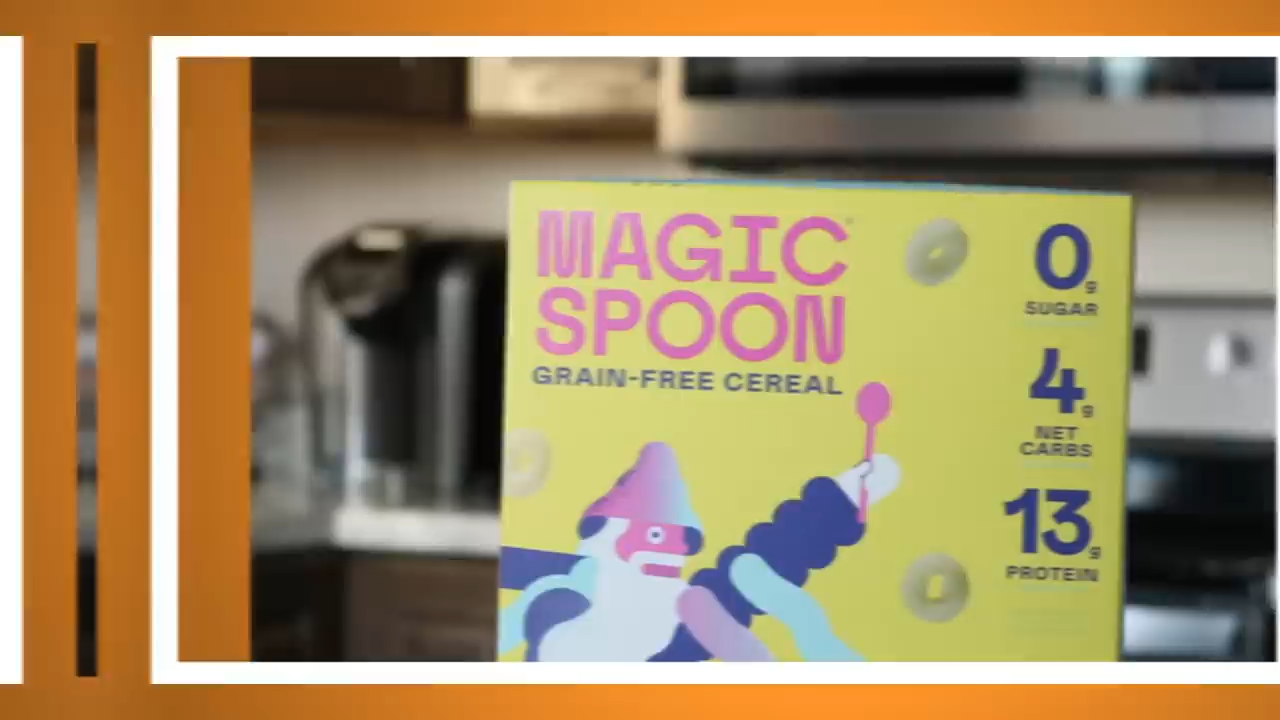 MAGIC
SPOON
GRAIN-FREE CEREAL
0g
SUGAR
4g
NET
CARBS
13g
PROTEIN